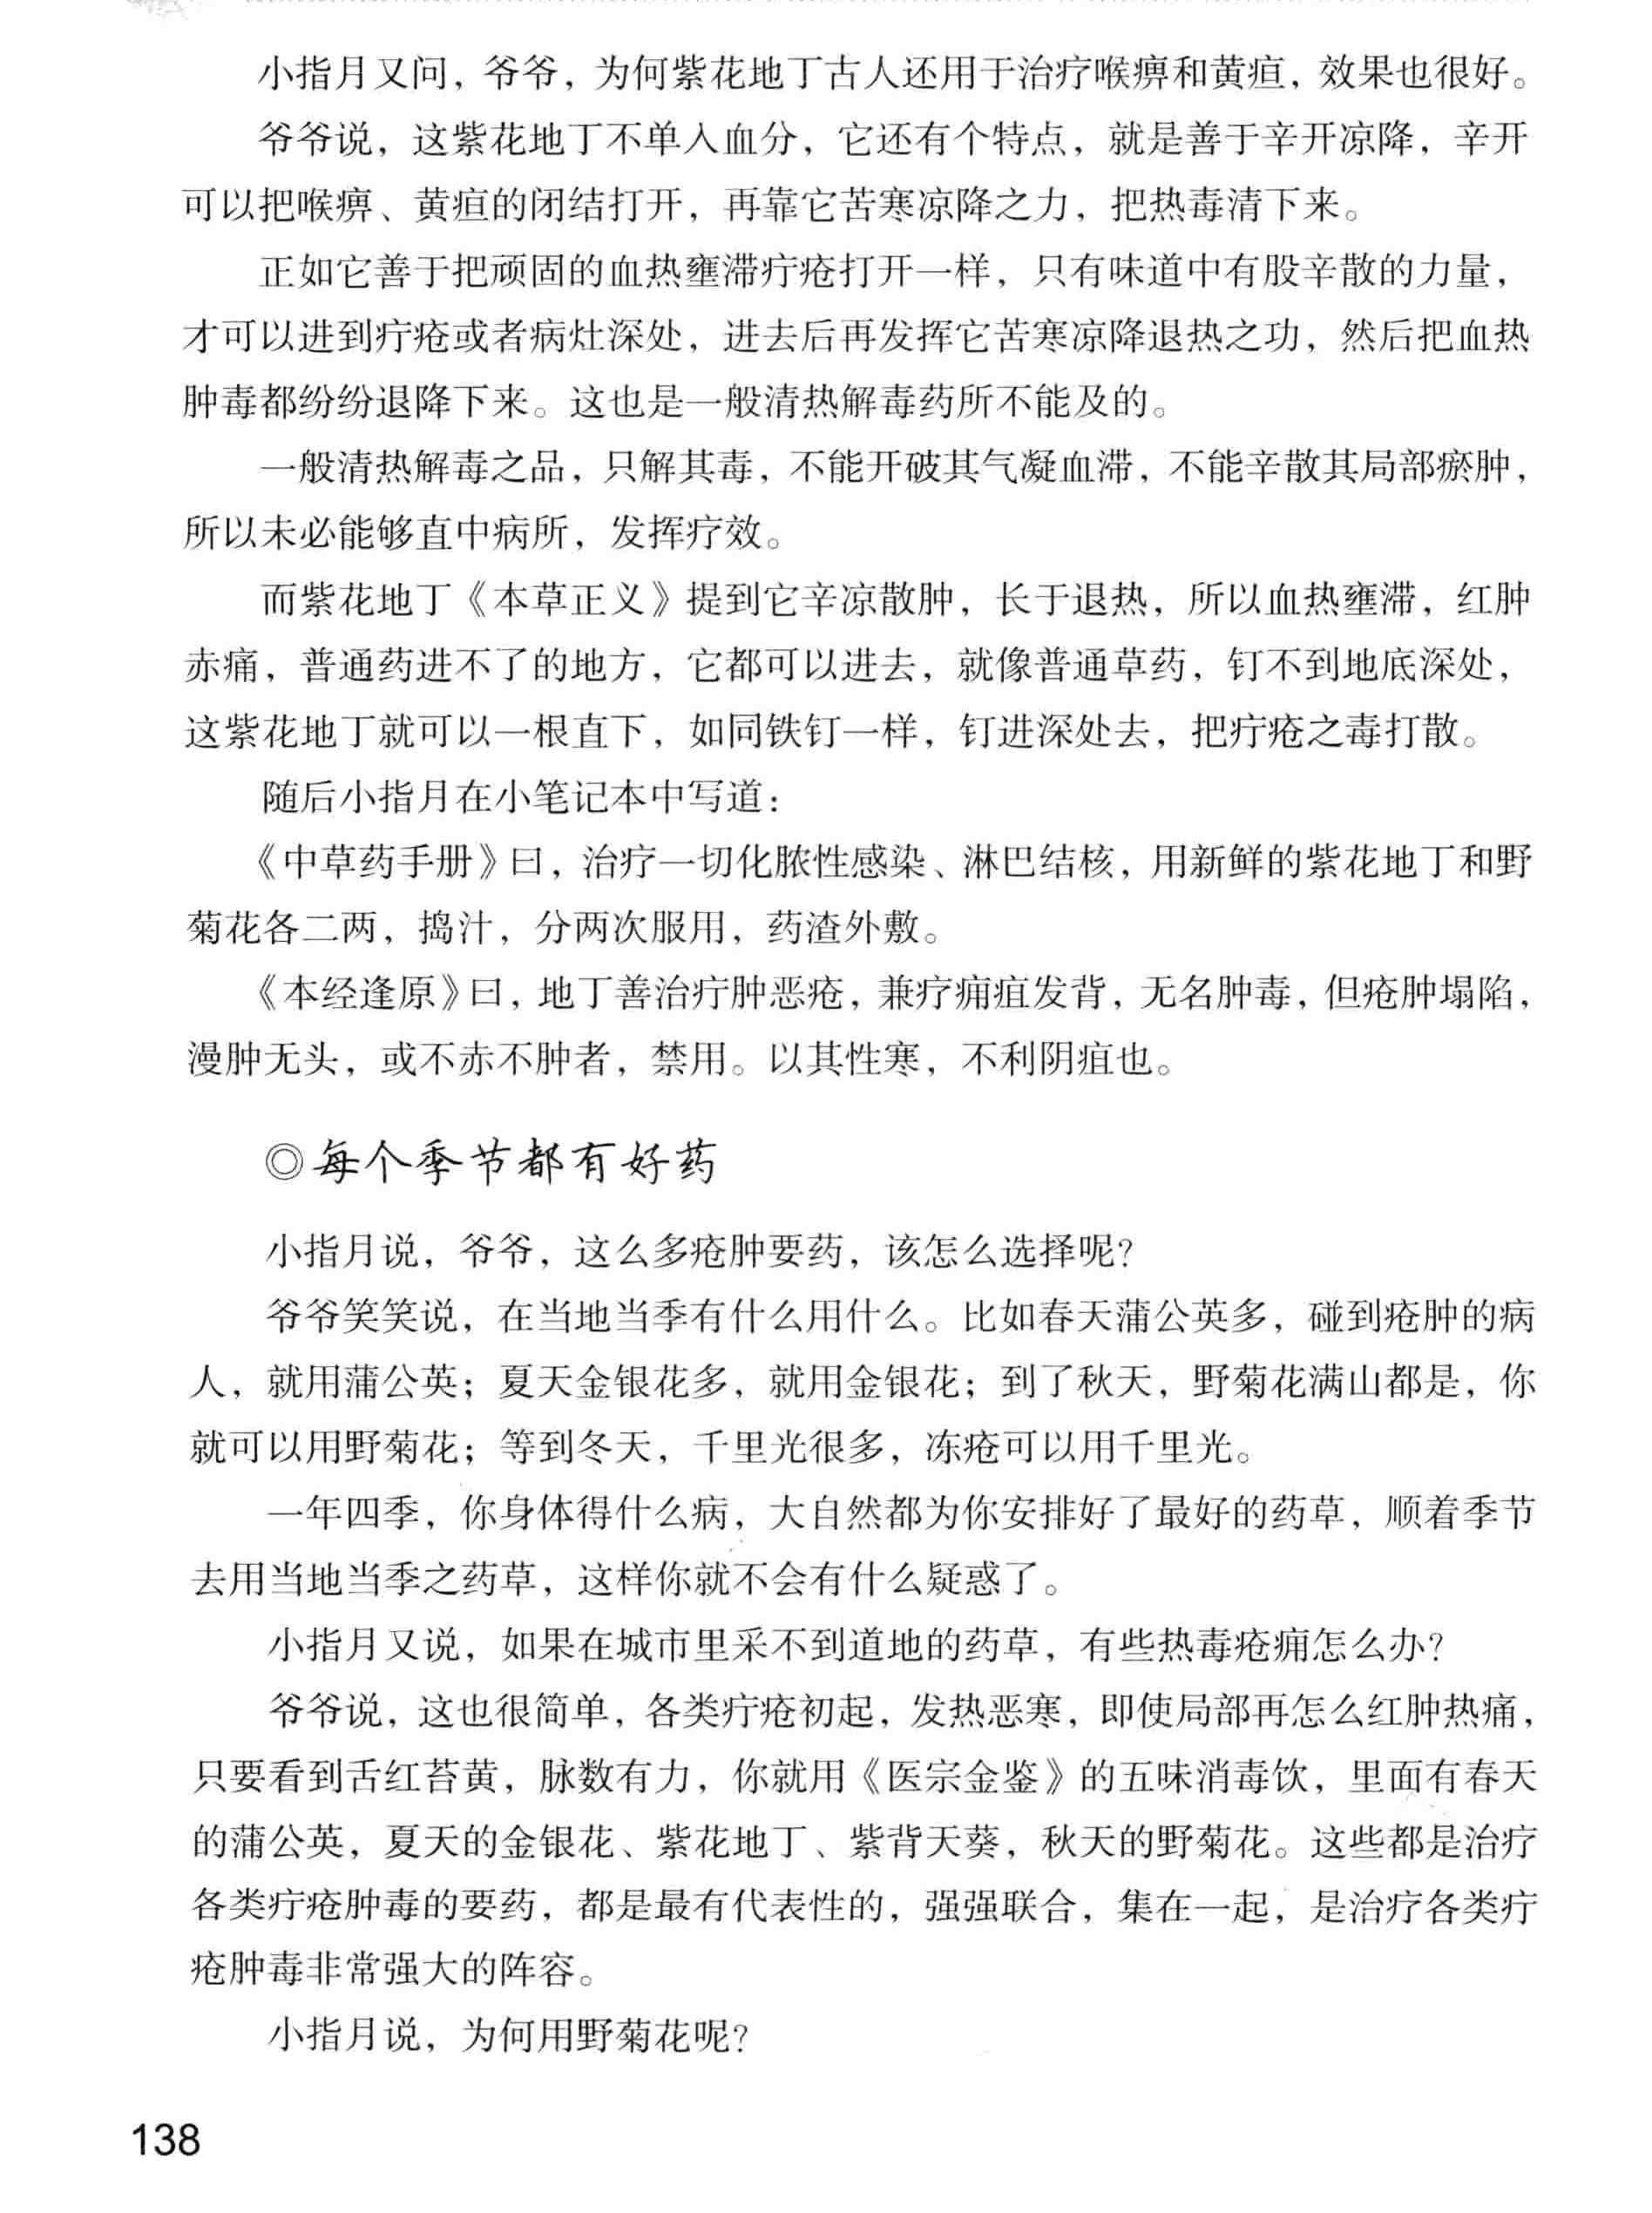 小指月又问，爷爷，为何紫花地丁古人还用于治疗喉痹和黄疸，效果也很好。
爷爷说，这紫花地丁不单入血分，它还有个特点，就是善于辛开凉降，辛开
可以把喉痹、黄疸的闭结打开，再靠它苦寒凉降之力，把热毒清下来。
正如它善于把顽固的血热壅滞疔疮打开一样，只有味道中有股辛散的力量，
才可以进到疔疮或者病灶深处，进去后再发挥它苦寒凉降退热之功，然后把血热
肿毒都纷纷退降下来。这也是一般清热解毒药所不能及的。
一般清热解毒之品，只解其毒，不能开破其气凝血滞，不能辛散其局部瘀肿，
所以未必能够直中病所，发挥疗效。
而紫花地丁《本草正义》提到它辛凉散肿，长于退热，所以血热壅滞，红肿
赤痛，普通药进不了的地方，它都可以进去，就像普通草药，钉不到地底深处，
这紫花地丁就可以一根直下，如同铁钉一样，钉进深处去，把疔疮之毒打散。
随后小指月在小笔记本中写道：
《中草药手册》曰，治疗一切化脓性感染、淋巴结核，用新鲜的紫花地丁和野
菊花各二两，捣汁，分两次服用，药渣外敷。
《本经逢原》曰，地丁善治疔肿恶疮，兼疗痈疽发背，无名肿毒，但疮肿塌陷，
漫肿无头，或不赤不肿者，禁用。以其性寒，不利阴疽也。
◎每个季节都有好药
小指月说，爷爷，这么多疮肿要药，该怎么选择呢？
爷爷笑笑说，在当地当季有什么用什么。比如春天蒲公英多，碰到疮肿的病
人，就用蒲公英；夏天金银花多，就用金银花；到了秋天，野菊花满山都是，你
就可以用野菊花；等到冬天，千里光很多，冻疮可以用千里光。
一年四季，你身体得什么病，大自然都为你安排好了最好的药草，顺着季节
去用当地当季之药草，这样你就不会有什么疑惑了。
小指月又说，如果在城市里采不到道地的药草，有些热毒疮痈怎么办？
爷爷说，这也很简单，各类疔疮初起，发热恶寒，即使局部再怎么红肿热痛，
只要看到舌红苔黄，脉数有力，你就用《医宗金鉴》的五味消毒饮，里面有春天
的蒲公英，夏天的金银花、紫花地丁、紫背天葵，秋天的野菊花。这些都是治疗
各类疔疮肿毒的要药，都是最有代表性的，强强联合，集在一起，是治疗各类疔
疮肿毒非常强大的阵容。
小指月说，为何用野菊花呢？
138